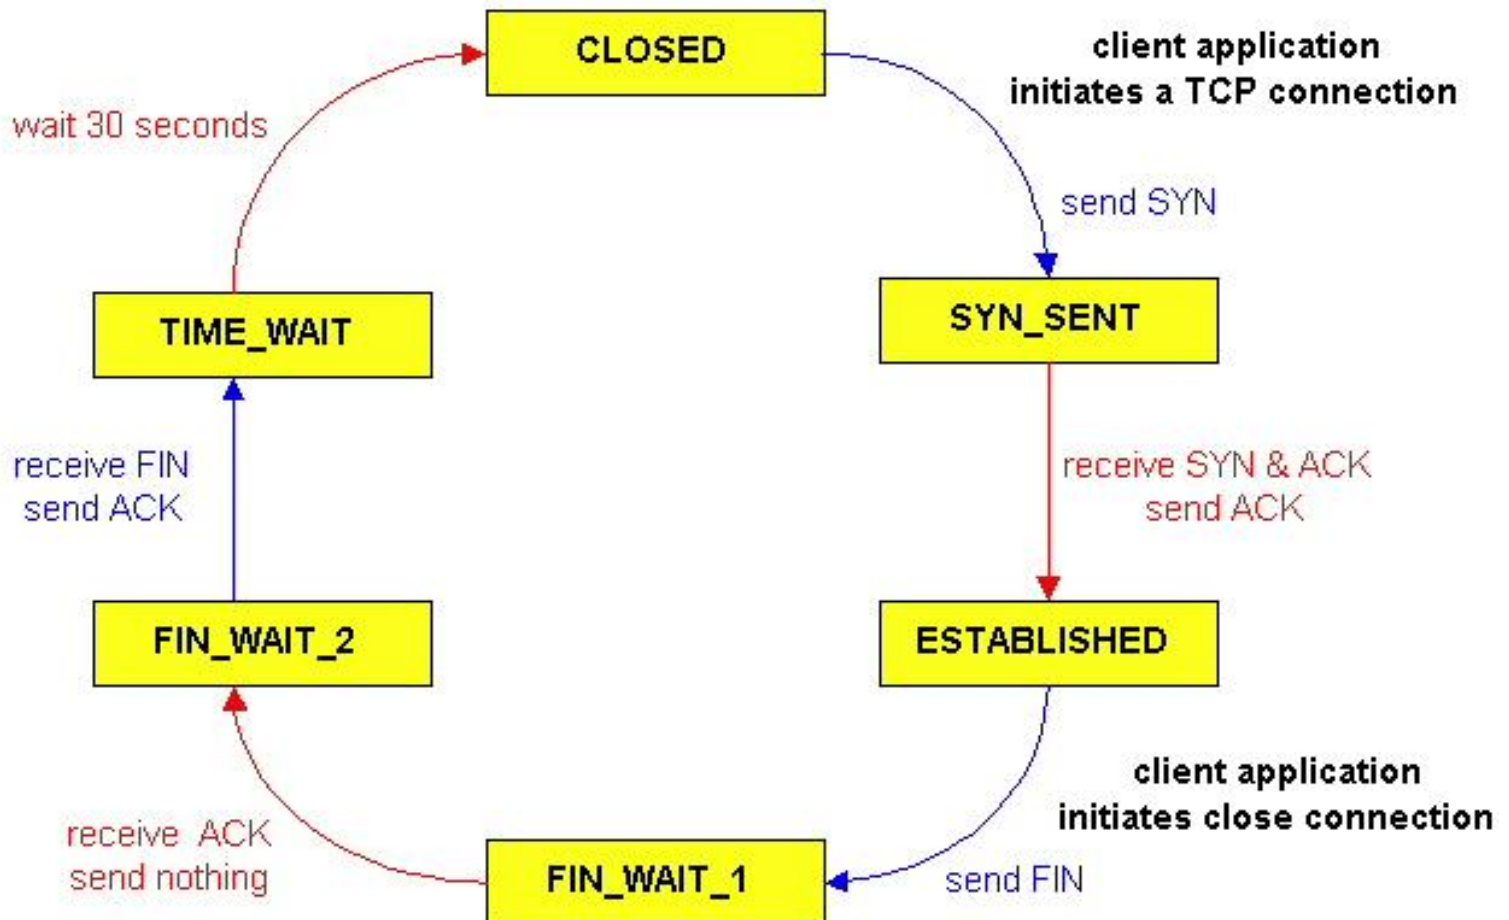 CLOSED
client application
initiates a TCP connection
wait 30 seconds
send SYN
TIME_WAIT
SYN_SENT
receive FIN
send ACK
receive SYN & ACK
send ACK
FIN_WAIT_2
ESTABLISHED
client application
initiates close connection
receive ACK
send nothing
FIN_WAIT_1
send FIN